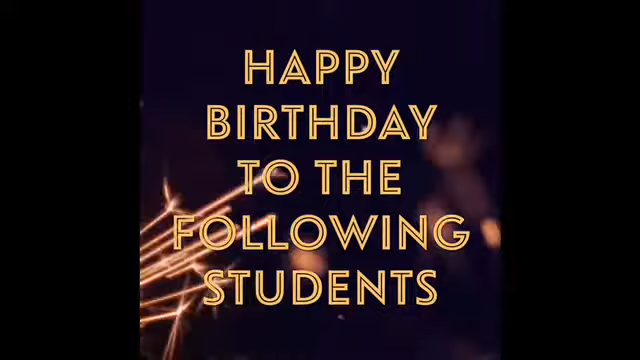 HAPPY
BIRTHDAY
TO THE
FOLLOWING
STUDENTS